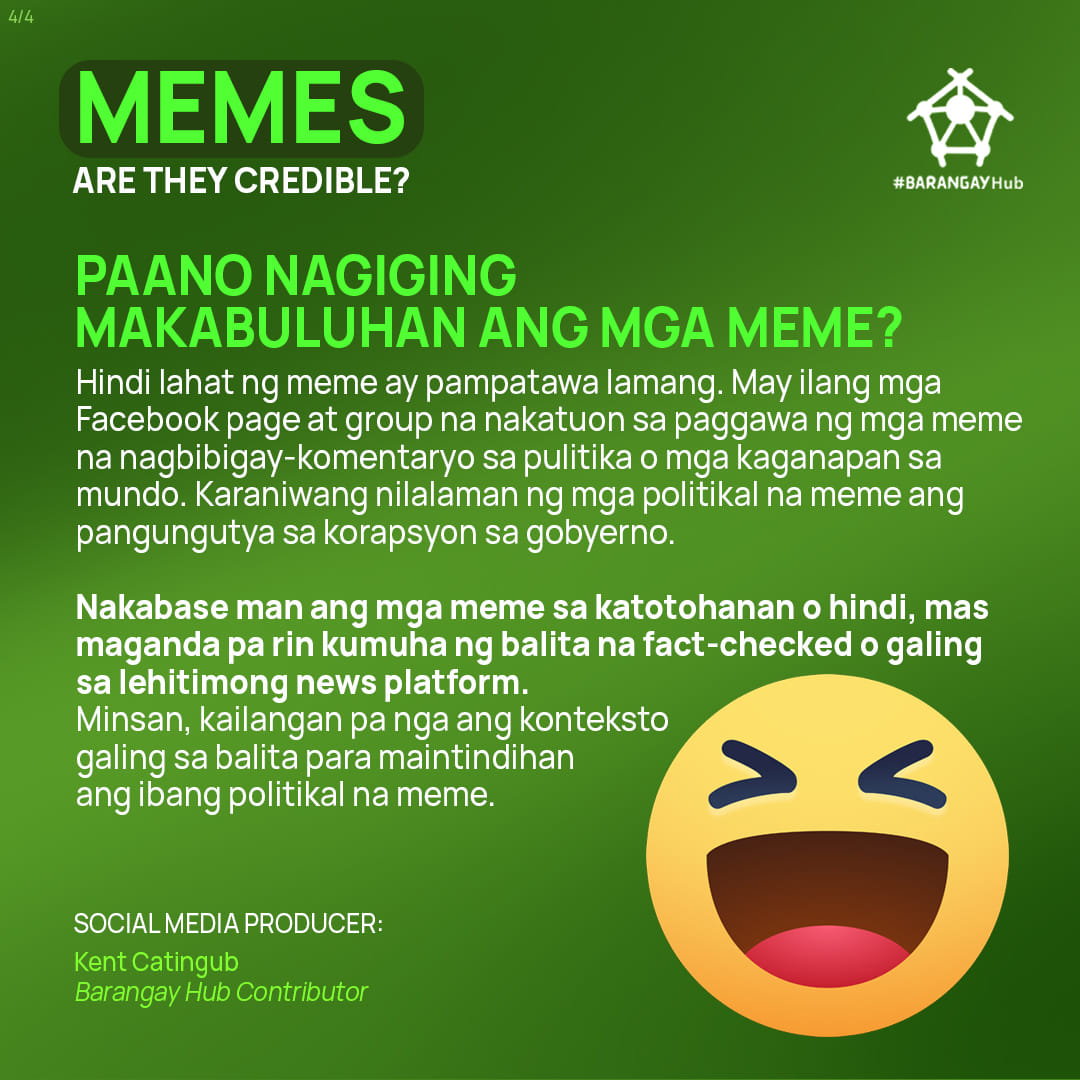 4/4
MEMES
ARE THEY CREDIBLE?
#BARANGAYHub
PAANO NAGIGING
MAKABULUHAN ANG MGA MEME?
Hindi lahat ng meme ay pampatawa lamang. May ilang mga
Facebook page at group na nakatuon sa paggawa ng mga meme
na nagbibigay-komentaryo sa pulitika o mga kaganapan sa
mundo. Karaniwang nilalaman ng mga politikal na meme ang
pangungutya sa korapsyon sa gobyerno.
Nakabase man ang mga meme sa katotohanan o hindi, mas
maganda pa rin kumuha ng balita na fact-checked o galing
sa lehitimong news platform.
Minsan, kailangan pa nga ang konteksto
galing sa balita para maintindihan
ang ibang politikal na meme.
SOCIAL MEDIA PRODUCER:
Kent Catingub
Barangay Hub Contributor